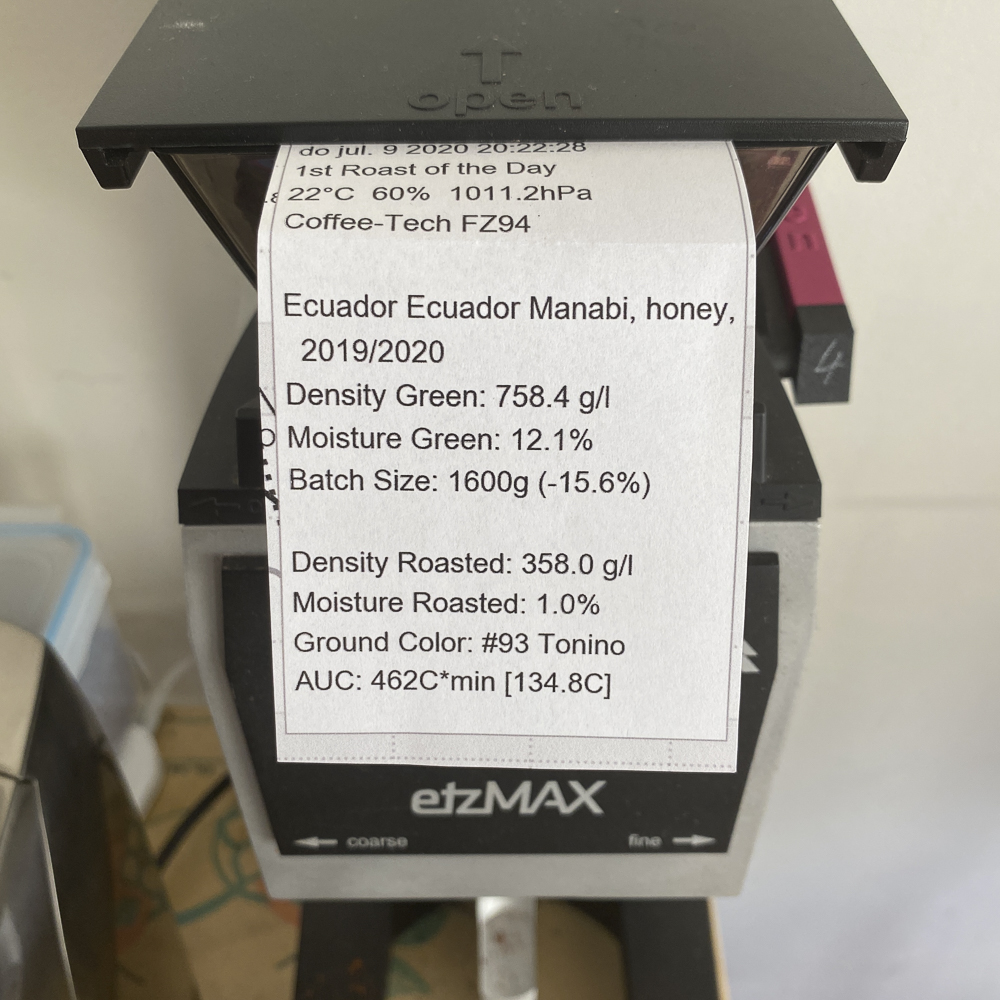 open
do jul. 9 2020 20:22:28
1st Roast of the Day
22°C 60% 1011.2hPa
Coffee-Tech FZ94
Ecuador Ecuador Manabi, honey,
2019/2020
Density Green: 758.4 g/l
Moisture Green: 12.1%
Batch Size: 1600g (-15.6%)
Density Roasted: 358.0 g/l
Moisture Roasted: 1.0%
Ground Color: #93 Tonino
AUC: 462C*min [134.8C]
4
etzMAX
← coarse
fine →